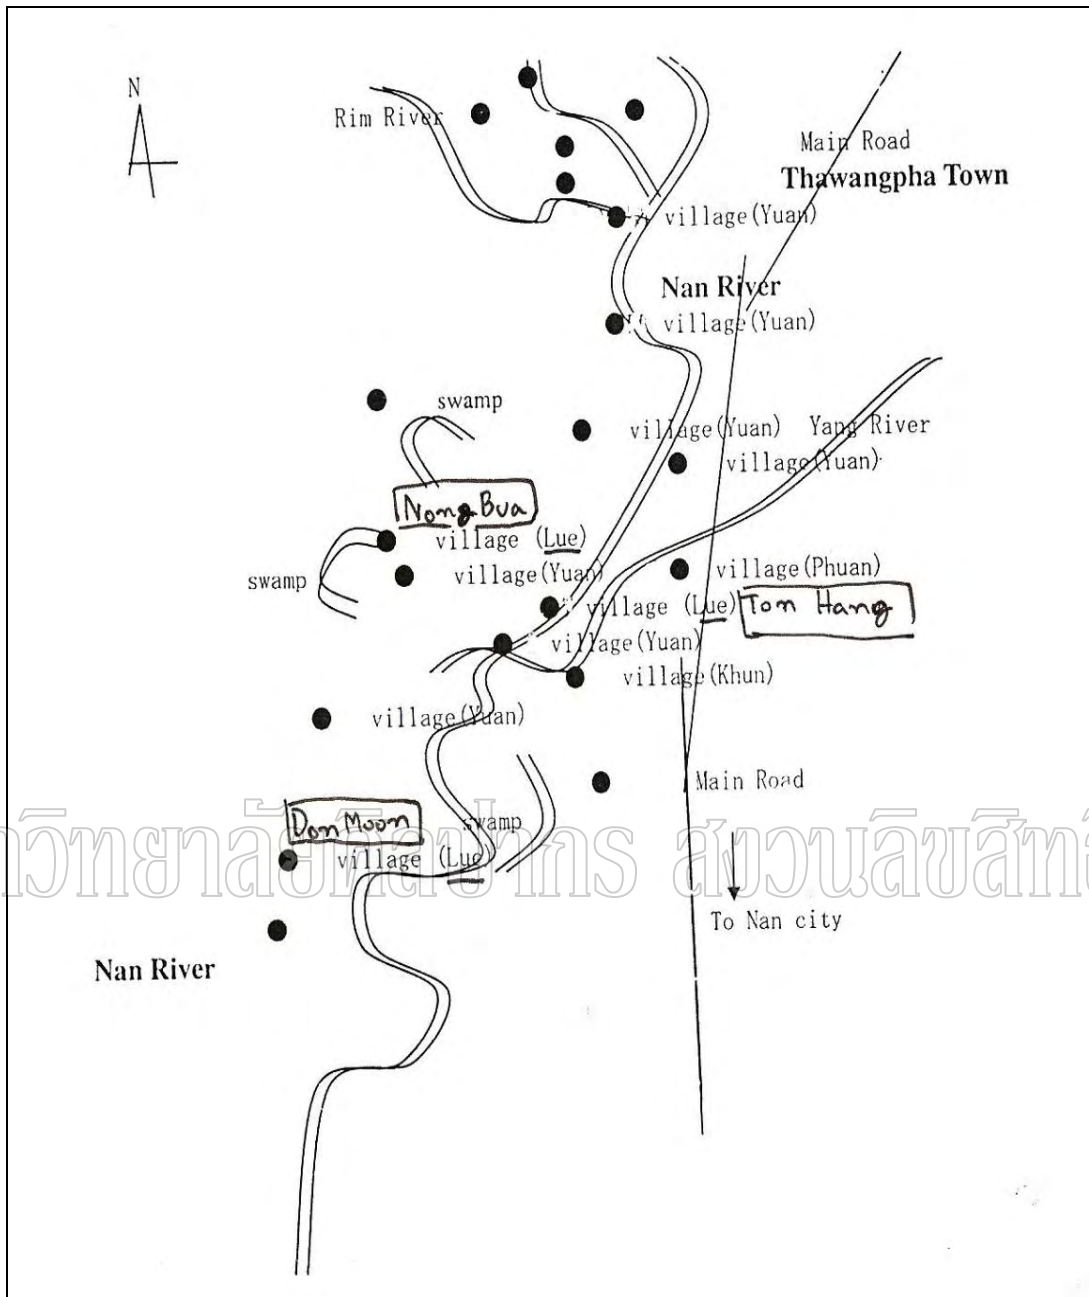 N
Rim River
Main Road
Thawangpha Town
village(Yuan)
Nan River
village(Yuan)
swamp
village(Yuan) Yang River
village(Yuan)
Nong Bua
village (Lue)
swamp
village(Yuan)
village(Phuan)
village (Lue) Ton Hang
village(Yuan)
village(Khun)
village(Yuan)
Main Road
Don Moon
swamp
village (Lue)
To Nan city
Nan River